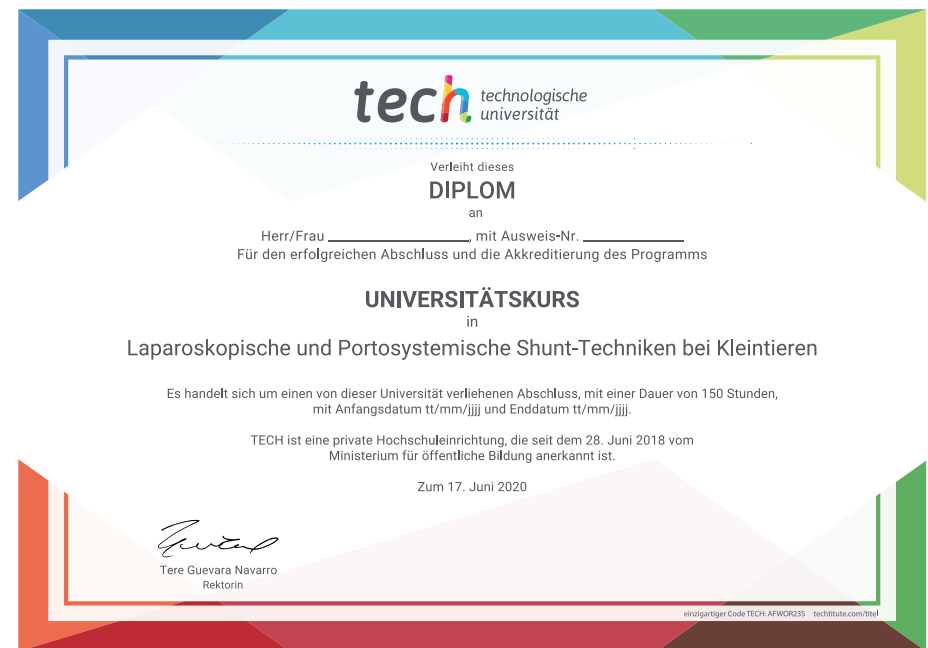 tech technologische
universität
Verleiht dieses
DIPLOM
an
Herr/Frau ____________________, mit Ausweis-Nr. ______________
Für den erfolgreichen Abschluss und die Akkreditierung des Programms
UNIVERSITÄTSKURS
in
Laparoskopische und Portosystemische Shunt-Techniken bei Kleintieren
Es handelt sich um einen von dieser Universität verliehenen Abschluss, mit einer Dauer von 150 Stunden,
mit Anfangsdatum tt/mm/jjjj und Enddatum tt/mm/jjjj.
TECH ist eine private Hochschuleinrichtung, die seit dem 28. Juni 2018 vom
Ministerium für öffentliche Bildung anerkannt ist.
Zum 17. Juni 2020
Tere Guevara Navarro
Rektorin
einzigartiger Code TECH: AFWOR23S techtitute.com/titel